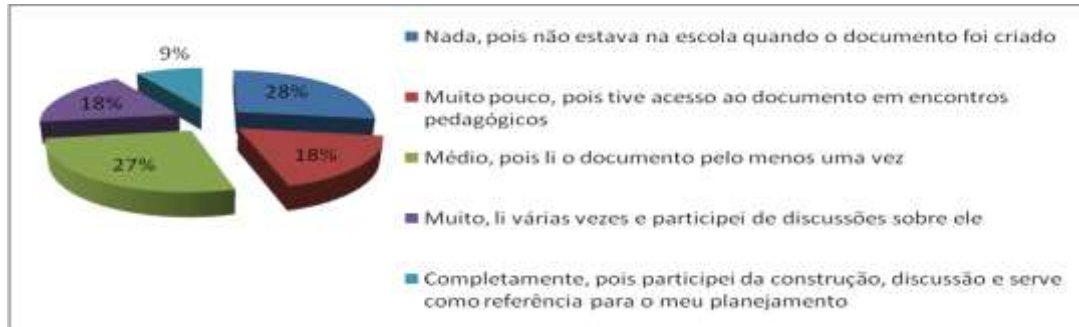 9%
18%
28%
27%
18%
Nada, pois não estava na escola quando o documento foi criado
Muito pouco, pois tive acesso ao documento em encontros
pedagógicos
Médio, pois li o documento pelo menos uma vez
Muito, li várias vezes e participei de discussões sobre ele
Completamente, pois participei da construção, discussão e serve
como referência para o meu planejamento